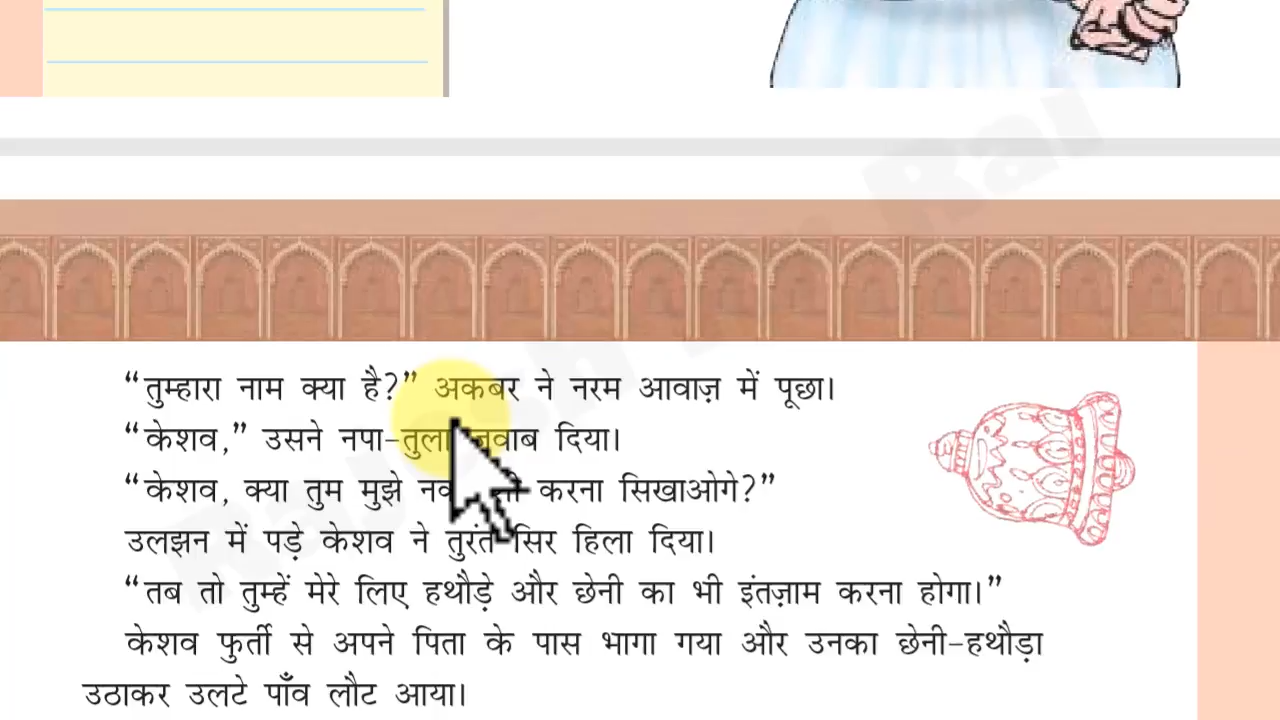 “तुम्हारा नाम क्या है?” अकबर ने नरम आवाज़ में पूछा।
“केशव,” उसने नपा-तुला जवाब दिया।
“केशव, क्या तुम मुझे करना सिखाओगे?”
उलझन में पड़े केशव ने तुरंत सिर हिला दिया।
“तब तो तुम्हें मेरे लिए हथौड़े और छेनी का भी इंतज़ाम करना होगा।”
केशव फुर्ती से अपने पिता के पास भागा गया और उनका छेनी-हथौड़ा
उठाकर उलटे पाँव लौट आया।